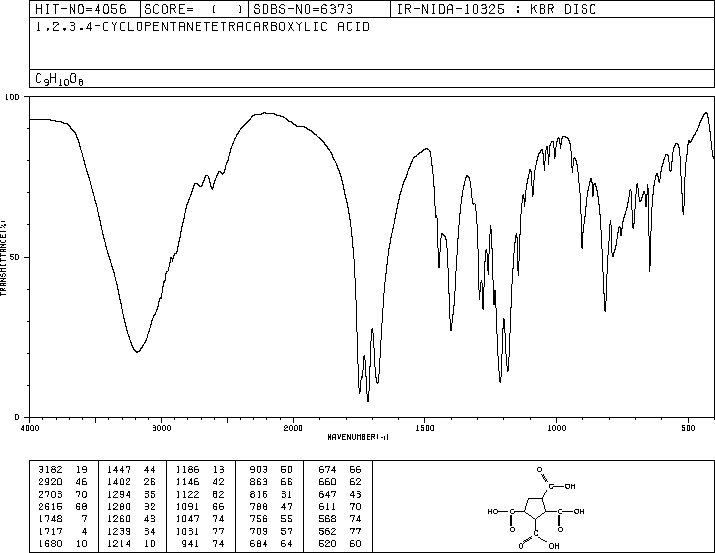 HIT-NO=4056 SCORE= ( ) SDBS-NO=6373 IR-NIDA-10325 : KBR DISC
1,2,3,4-CYCLOPENTANETETRACARBOXYLIC ACID
C9H10O8
100
TRANSMITTANCE(%)
50
0
4000 3000 2000 1500 1000 500
WAVENUMBER(-1)
3182 19 1447 44 1186 13 903 50 674 66
2920 46 1402 26 1146 42 863 66 660 62
2703 70 1294 35 1122 62 816 31 647 43
2615 68 1280 32 1091 66 788 47 611 70
1748 7 1260 43 1047 74 756 55 568 74
1717 4 1239 34 1031 77 709 57 562 77
1680 10 1214 10 941 74 684 64 520 60
O
C OH
HO C C OH
O O
C OH
O